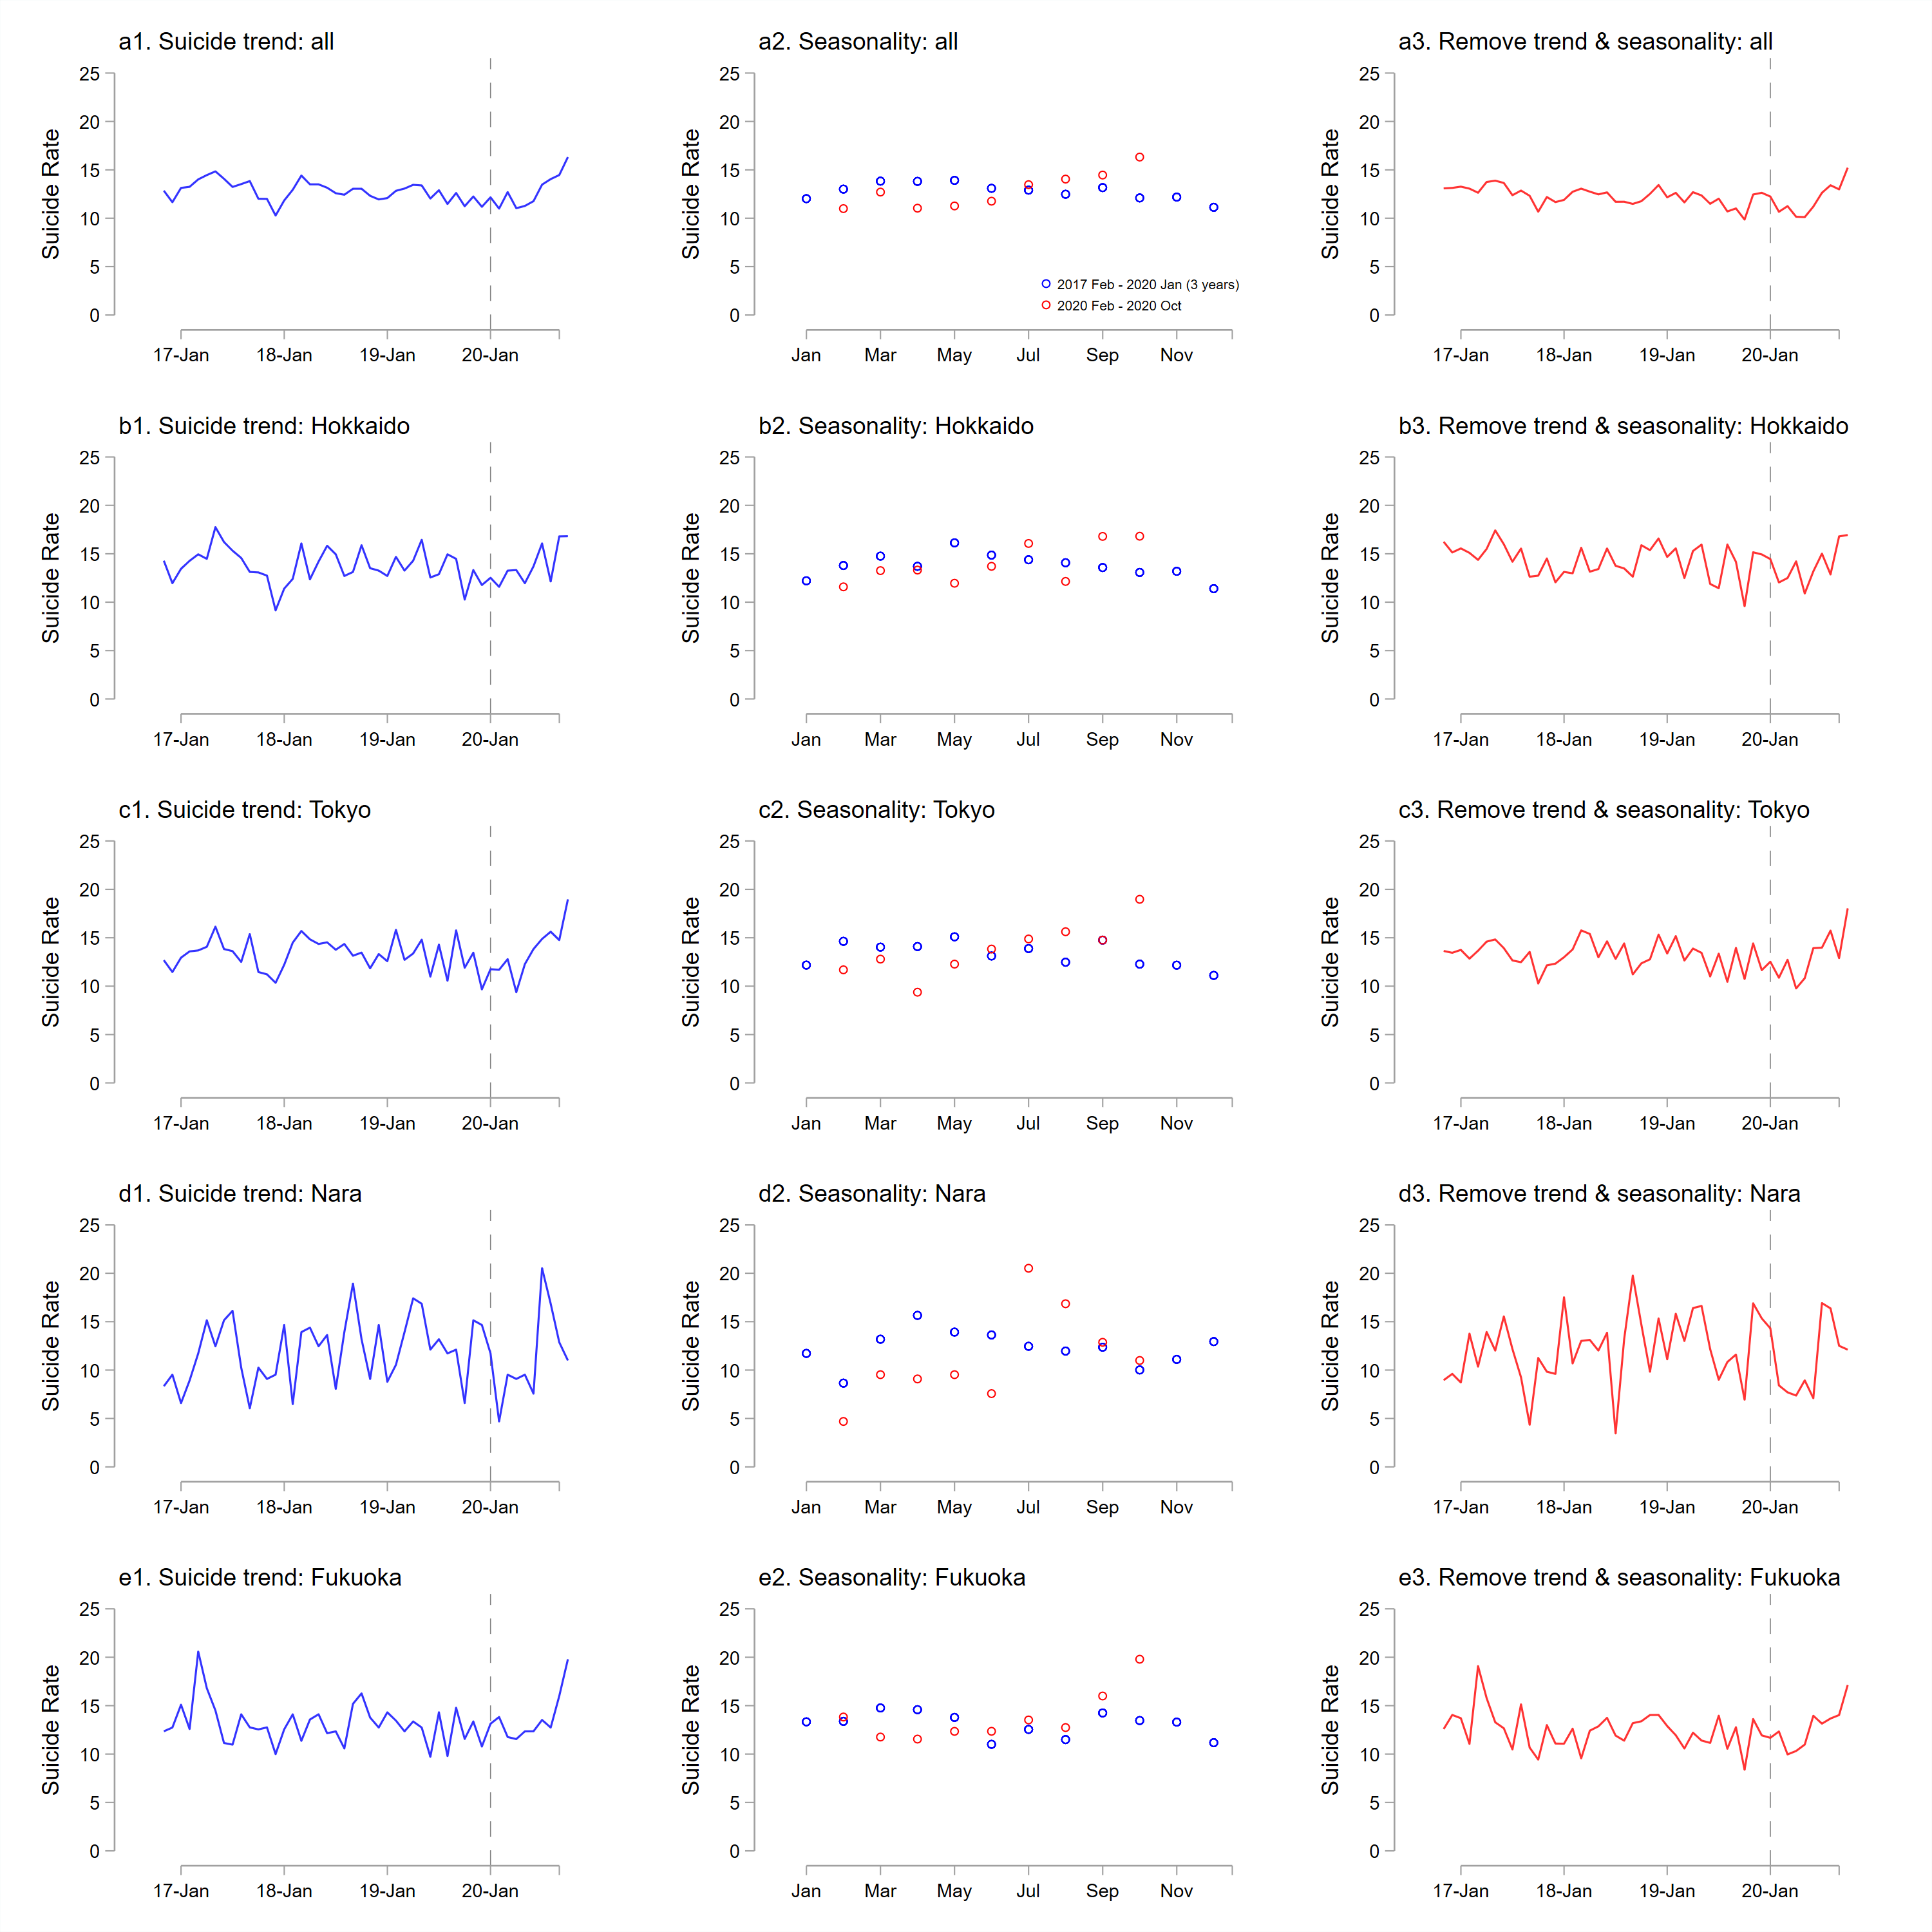 a1. Suicide trend: all
Suicide Rate
25
20
15
10
5
0
17-Jan 18-Jan 19-Jan 20-Jan
a2. Seasonality: all
Suicide Rate
25
20
15
10
5
0
2017 Feb - 2020 Jan (3 years)
2020 Feb - 2020 Oct
Jan Mar May Jul Sep Nov
a3. Remove trend & seasonality: all
Suicide Rate
25
20
15
10
5
0
17-Jan 18-Jan 19-Jan 20-Jan
b1. Suicide trend: Hokkaido
Suicide Rate
25
20
15
10
5
0
17-Jan 18-Jan 19-Jan 20-Jan
b2. Seasonality: Hokkaido
Suicide Rate
25
20
15
10
5
0
Jan Mar May Jul Sep Nov
b3. Remove trend & seasonality: Hokkaido
Suicide Rate
25
20
15
10
5
0
17-Jan 18-Jan 19-Jan 20-Jan
c1. Suicide trend: Tokyo
Suicide Rate
25
20
15
10
5
0
17-Jan 18-Jan 19-Jan 20-Jan
c2. Seasonality: Tokyo
Suicide Rate
25
20
15
10
5
0
Jan Mar May Jul Sep Nov
c3. Remove trend & seasonality: Tokyo
Suicide Rate
25
20
15
10
5
0
17-Jan 18-Jan 19-Jan 20-Jan
d1. Suicide trend: Nara
Suicide Rate
25
20
15
10
5
0
17-Jan 18-Jan 19-Jan 20-Jan
d2. Seasonality: Nara
Suicide Rate
25
20
15
10
5
0
Jan Mar May Jul Sep Nov
d3. Remove trend & seasonality: Nara
Suicide Rate
25
20
15
10
5
0
17-Jan 18-Jan 19-Jan 20-Jan
e1. Suicide trend: Fukuoka
Suicide Rate
25
20
15
10
5
0
17-Jan 18-Jan 19-Jan 20-Jan
e2. Seasonality: Fukuoka
Suicide Rate
25
20
15
10
5
0
Jan Mar May Jul Sep Nov
e3. Remove trend & seasonality: Fukuoka
Suicide Rate
25
20
15
10
5
0
17-Jan 18-Jan 19-Jan 20-Jan